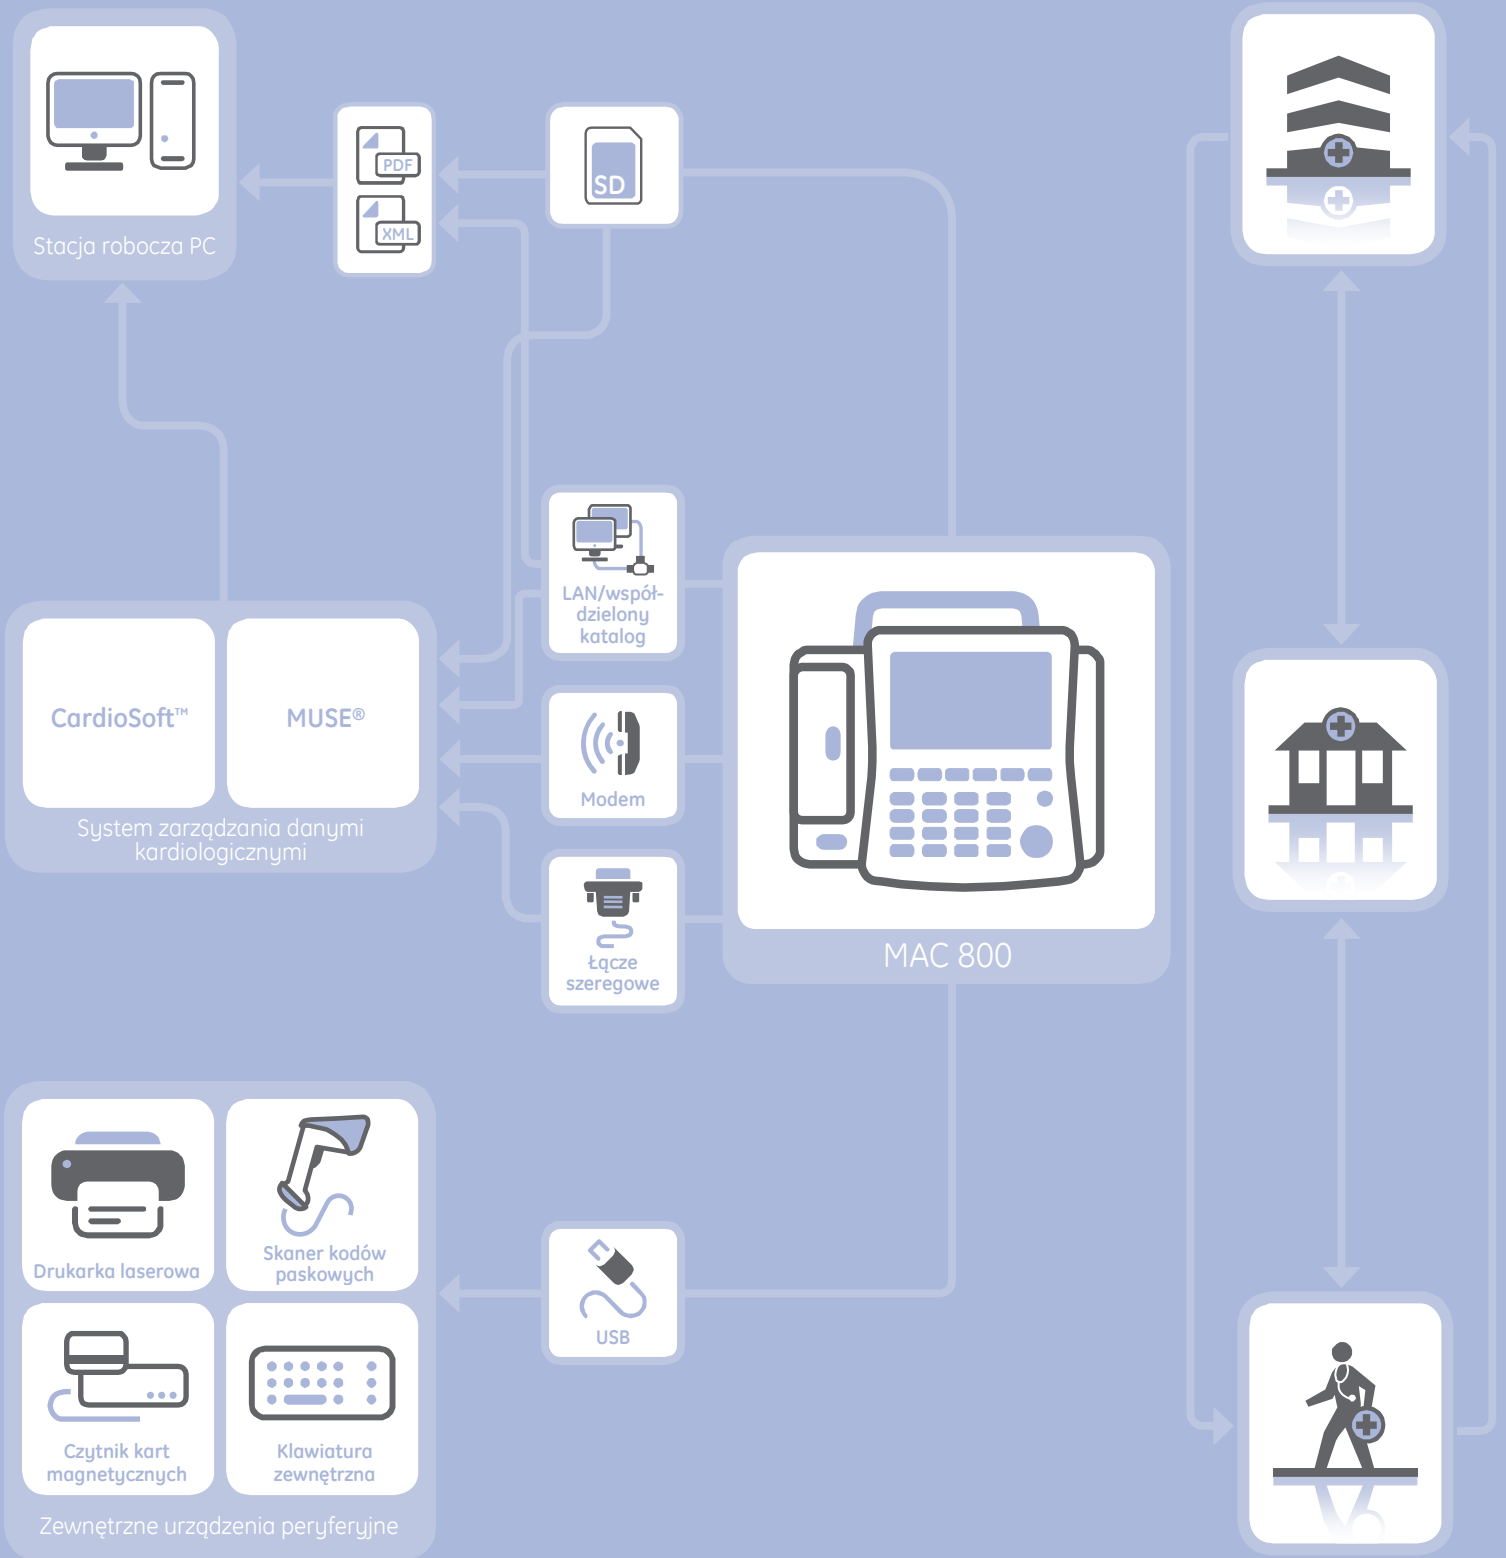 PDF
XML
SD
Stacja robocza PC
LAN/współ-
dzielony
katalog
CardioSoft™
MUSE®
System zarządzania danymi
kardiologicznymi
Modem
Łącze
szeregowe
MAC 800
Drukarka laserowa
Skaner kodów
paskowych
Czytnik kart
magnetycznych
Klawiatura
zewnętrzna
Zewnętrzne urządzenia peryferyjne
USB